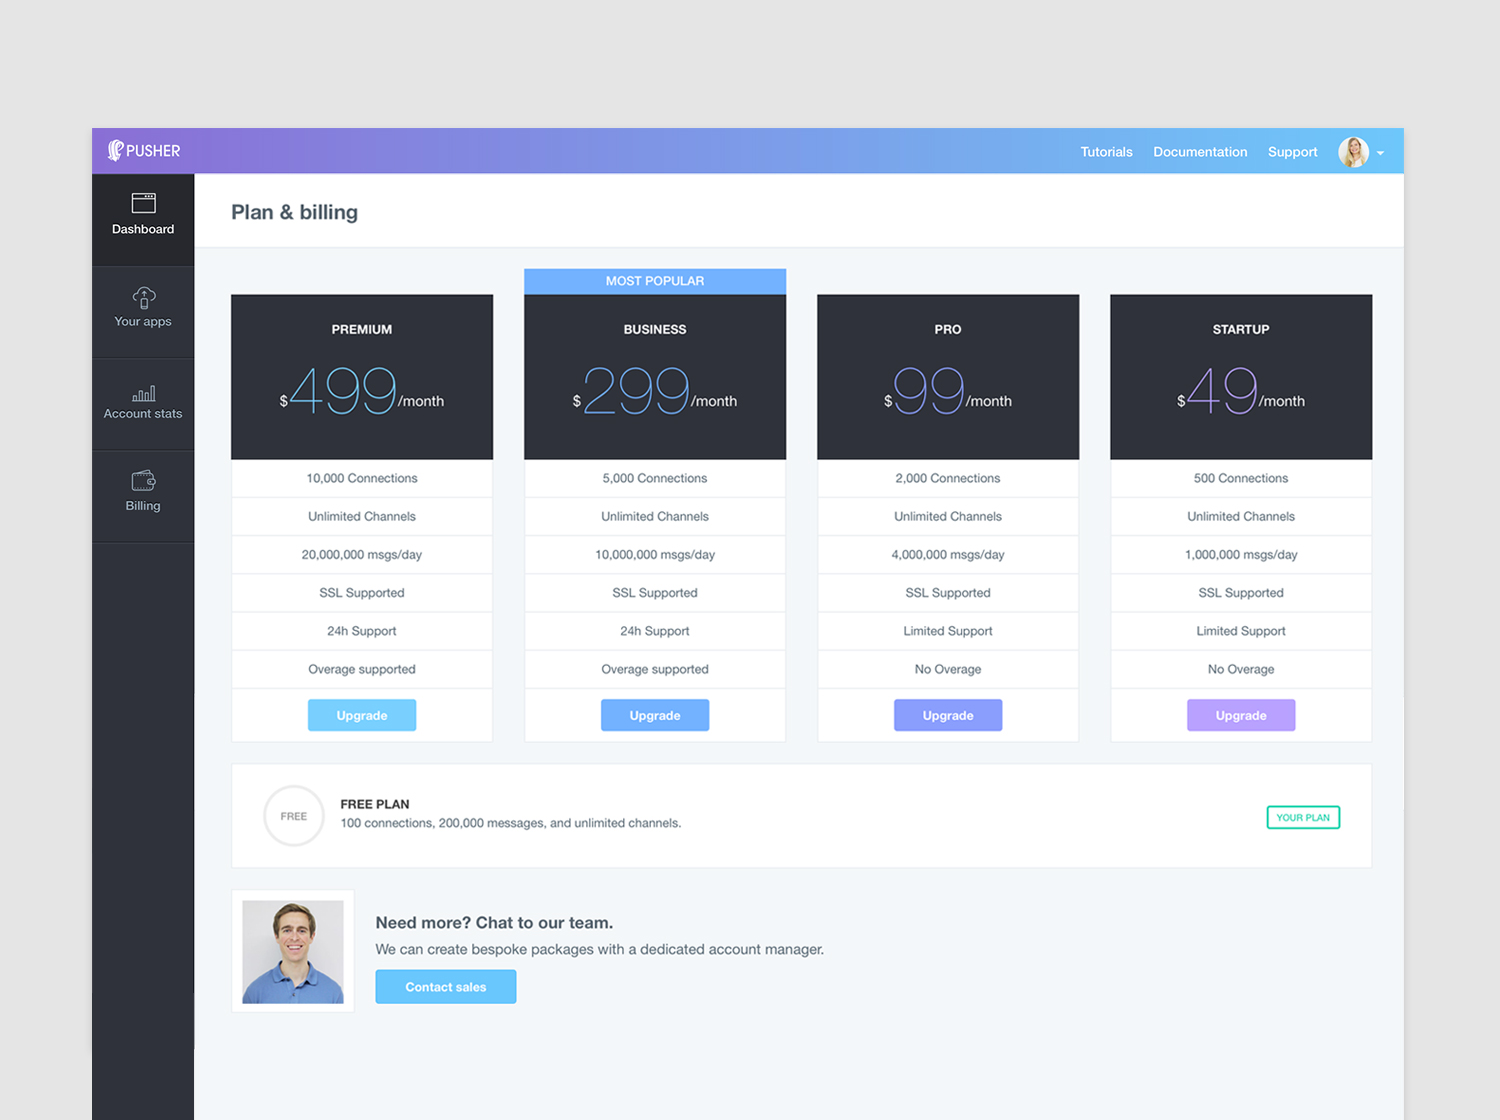 PUSHER
Tutorials Documentation Support
Dashboard
Your apps
Account stats
Billing
Plan & billing
PREMIUM
$499/month
10,000 Connections
Unlimited Channels
20,000,000 msgs/day
SSL Supported
24h Support
Overage supported
Upgrade
MOST POPULAR
BUSINESS
$299/month
5,000 Connections
Unlimited Channels
10,000,000 msgs/day
SSL Supported
24h Support
Overage supported
Upgrade
PRO
$99/month
2,000 Connections
Unlimited Channels
4,000,000 msgs/day
SSL Supported
Limited Support
No Overage
Upgrade
STARTUP
$49/month
500 Connections
Unlimited Channels
1,000,000 msgs/day
SSL Supported
Limited Support
No Overage
Upgrade
FREE
FREE PLAN
100 connections, 200,000 messages, and unlimited channels.
YOUR PLAN
Need more? Chat to our team.
We can create bespoke packages with a dedicated account manager.
Contact sales